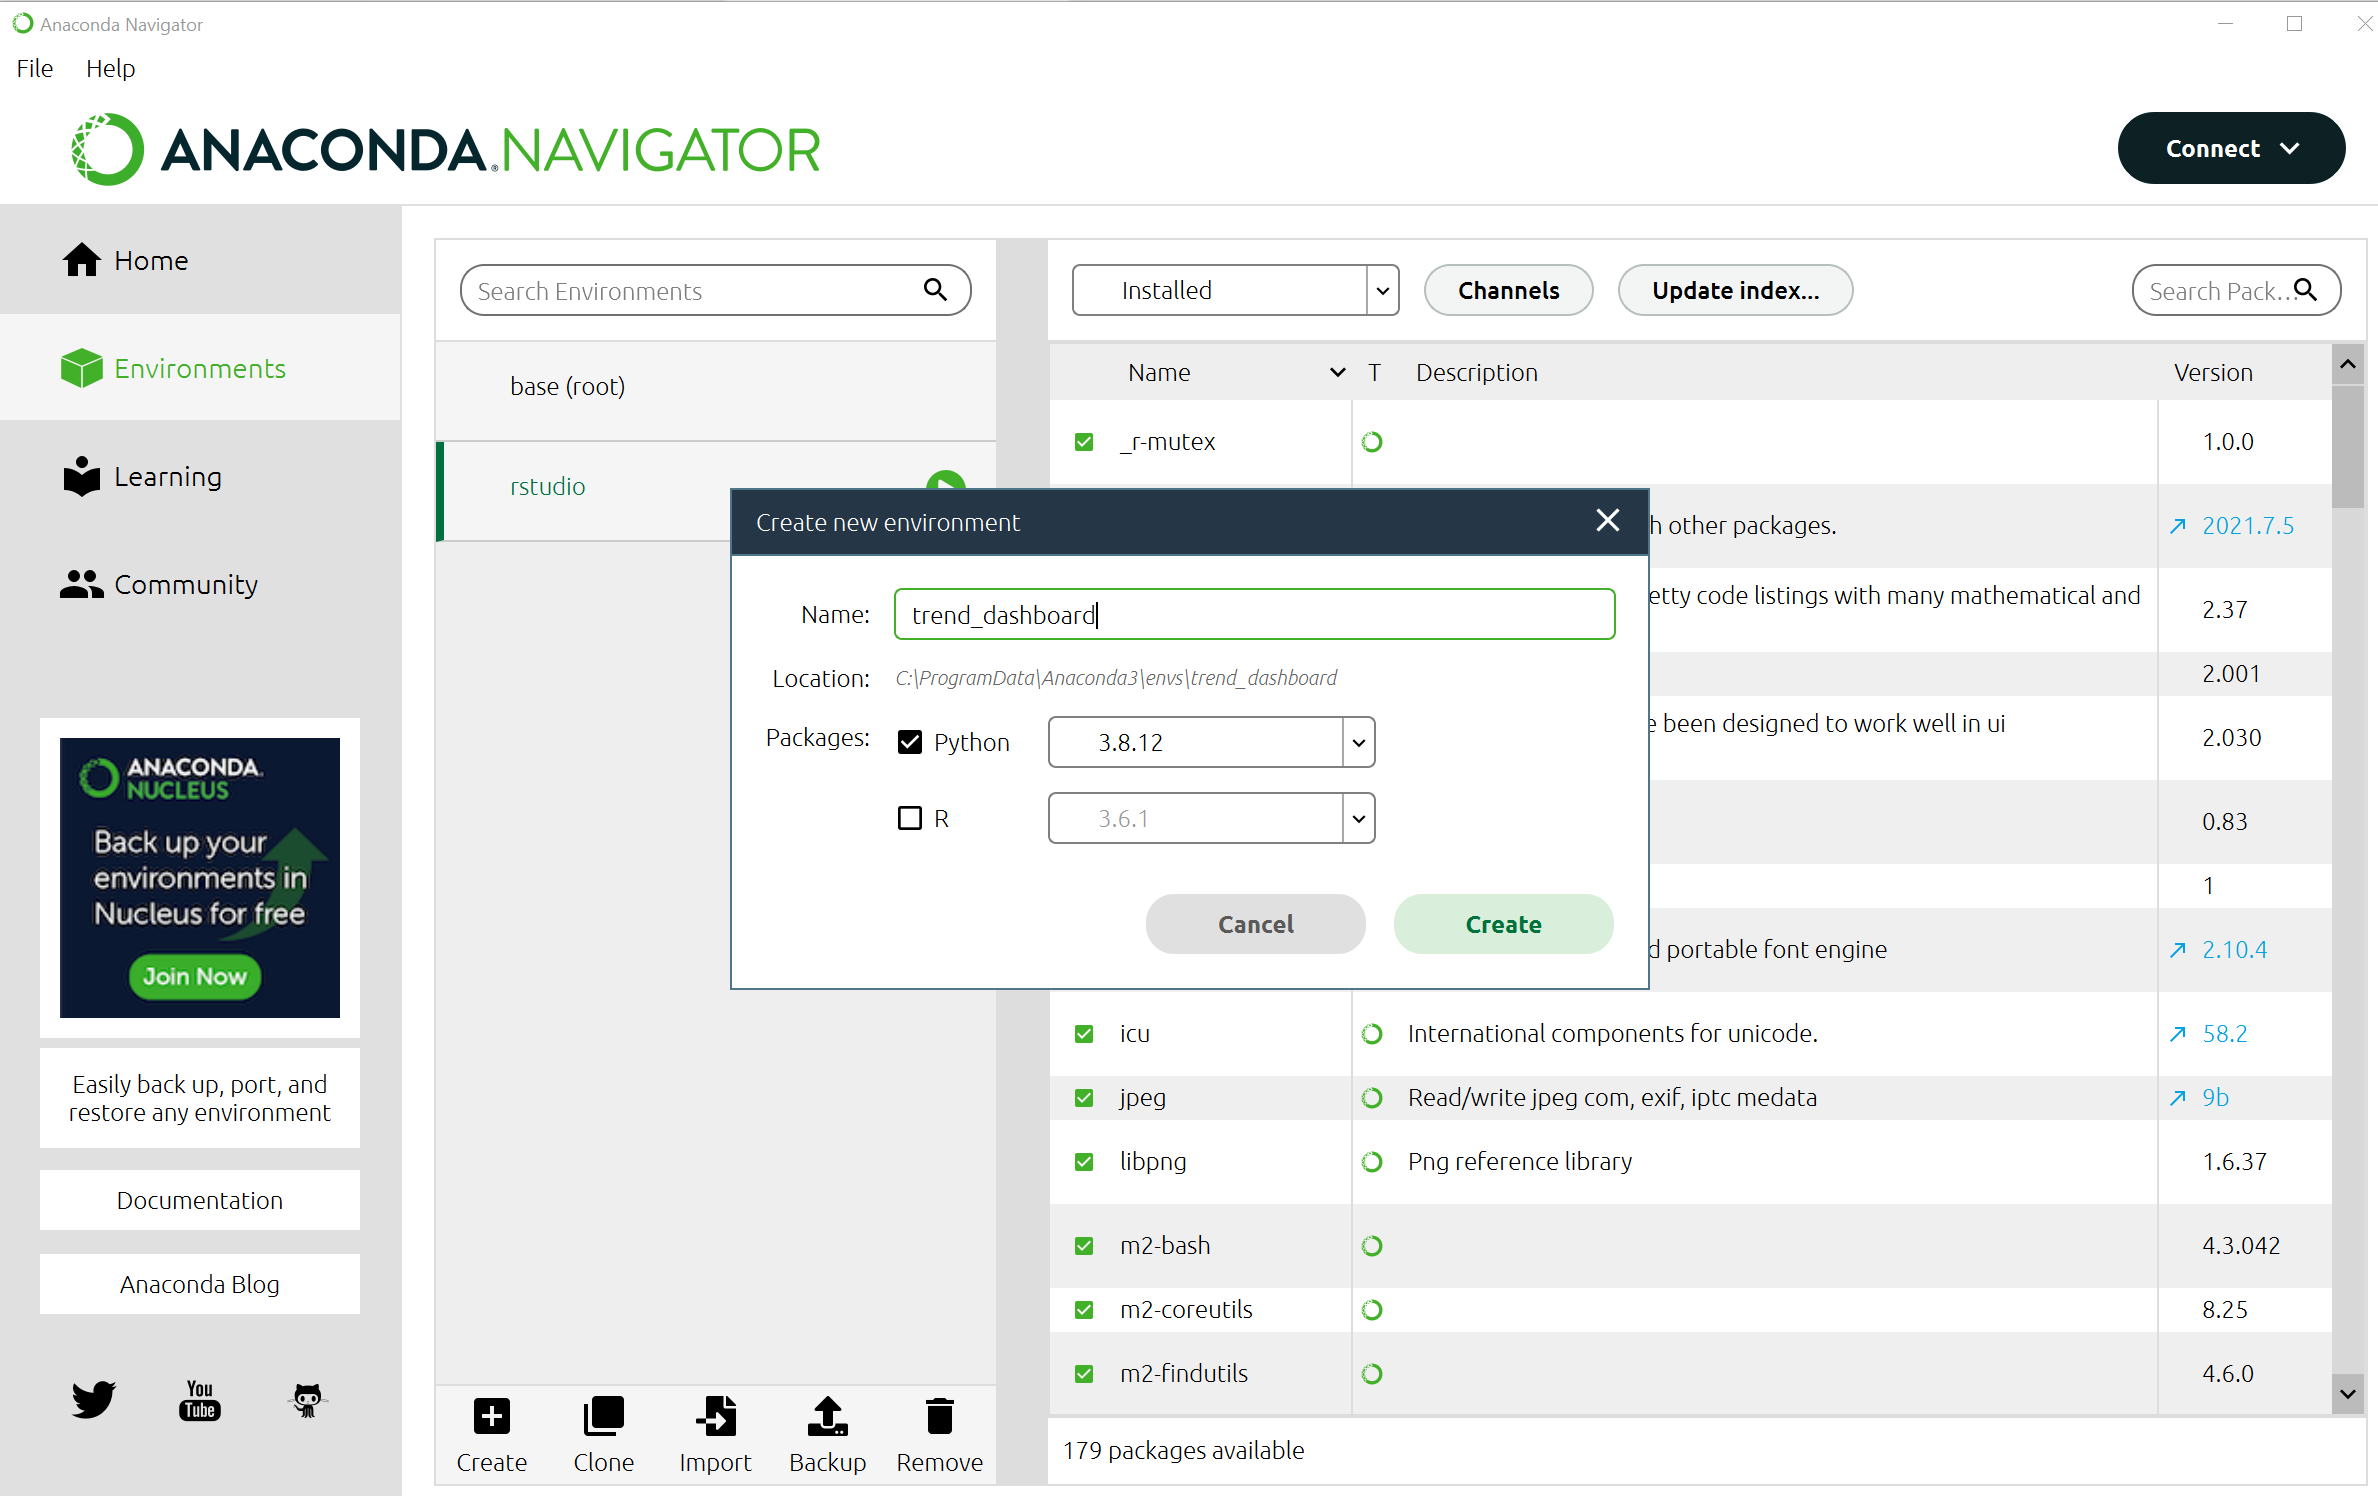 Anaconda Navigator
File Help
ANACONDA.NAVIGATOR
Connect
Home
Environments
Learning
Community
ANACONDA.
NUCLEUS
Back up your
environments in
Nucleus for free
Join Now
Easily back up, port, and
restore any environment
Documentation
Anaconda Blog
You
Tube
Search Environments
base (root)
rstudio
Create Clone Import Backup Remove
Installed Channels Update index... Search Pack...
Name T Description Version
_r-mutex 1.0.0
h other packages. 2021.7.5
etty code listings with many mathematical and 2.37
2.001
e been designed to work well in ui 2.030
0.83
1
d portable font engine 2.10.4
icu International components for unicode. 58.2
jpeg Read/write jpeg com, exif, iptc medata 9b
libpng Png reference library 1.6.37
m2-bash 4.3.042
m2-coreutils 8.25
m2-findutils 4.6.0
179 packages available
Create new environment
Name: trend_dashboard
Location: C:\ProgramData\Anaconda3\envs\trend_dashboard
Packages: Python 3.8.12
R 3.6.1
Cancel Create